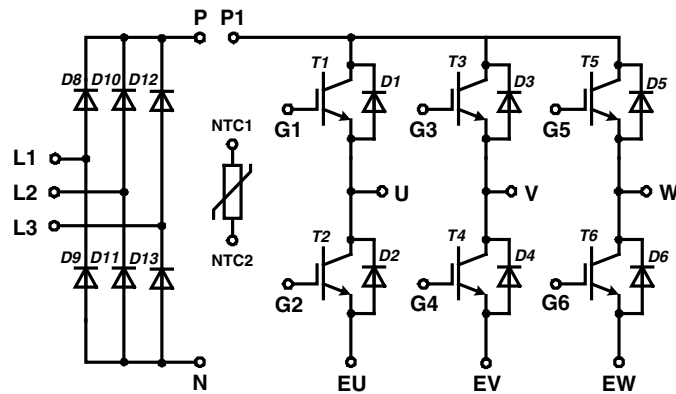 P P1
D8 D10 D12 T1 D1 T3 D3 T5 D5
G1 G3 G5
NTC1
L1
L2
L3
U V W
NTC2
D9 D11 D13 T2 D2 T4 D4 T6 D6
G2 G4 G6
N EU EV EW